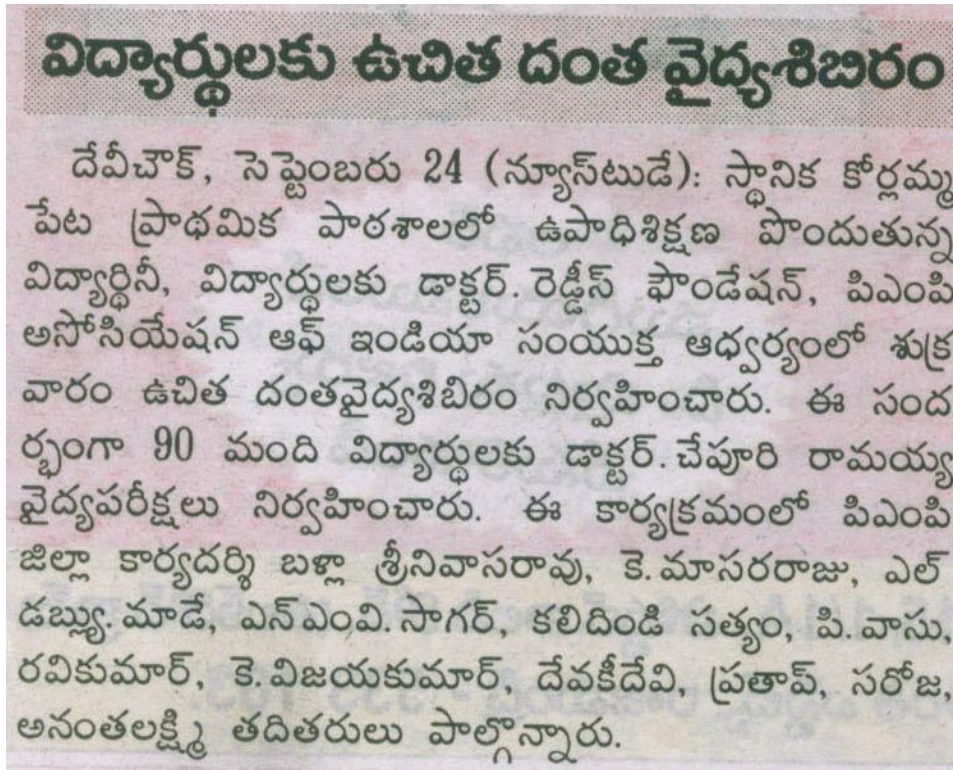 విద్యార్థులకు ఉచిత దంత వైద్యశిబిరం
దేవీచౌక్, సెప్టెంబరు 24 (న్యూస్‌టుడే): స్థానిక కోర్లమ్మ
పేట ప్రాథమిక పాఠశాలలో ఉపాధిశిక్షణ పొందుతున్న
విద్యార్థినీ, విద్యార్థులకు డాక్టర్. రెడ్డీస్ ఫౌండేషన్, పిఎంపి
అసోసియేషన్ ఆఫ్ ఇండియా సంయుక్త ఆధ్వర్యంలో శుక్ర
వారం ఉచిత దంతవైద్యశిబిరం నిర్వహించారు. ఈ సంద
ర్భంగా 90 మంది విద్యార్థులకు డాక్టర్. చేపూరి రామయ్య
వైద్యపరీక్షలు నిర్వహించారు. ఈ కార్యక్రమంలో పిఎంపి
జిల్లా కార్యదర్శి బళ్లా శ్రీనివాసరావు, కె.మాసరరాజు, ఎల్
డబ్ల్యు. మాడే, ఎన్ఎంవి. సాగర్, కలిదిండి సత్యం, పి.వాసు,
రవికుమార్, కె.విజయకుమార్, దేవకీదేవి, ప్రతాప్, సరోజ,
అనంతలక్ష్మి తదితరులు పాల్గొన్నారు.